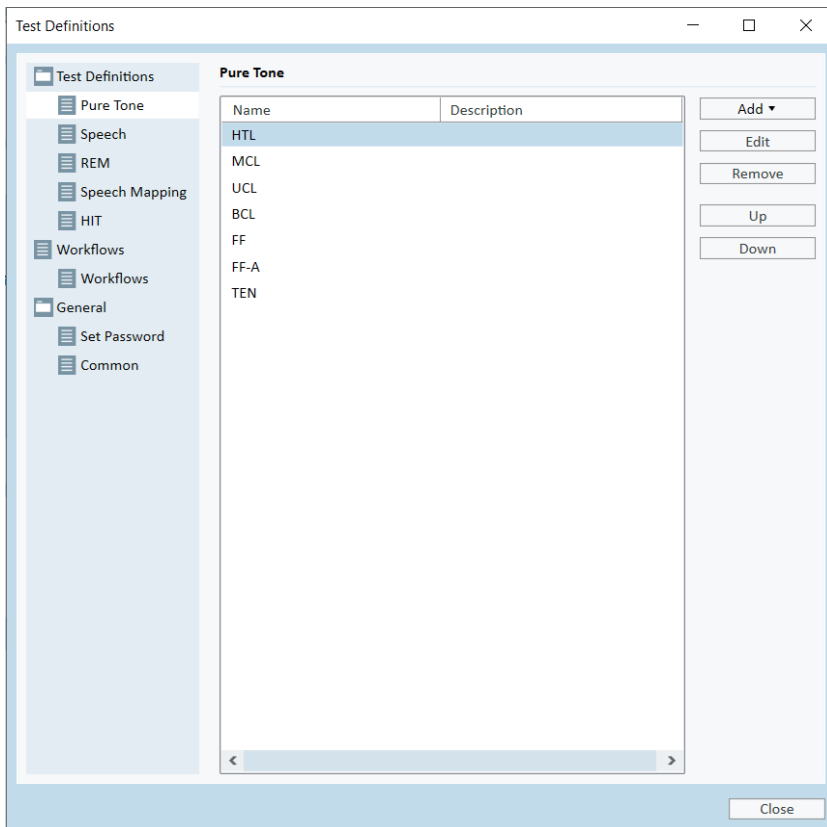 Test Definitions
Test Definitions
Pure Tone
Speech
REM
Speech Mapping
HIT
Workflows
Workflows
General
Set Password
Common
Pure Tone
Name Description
HTL
MCL
UCL
BCL
FF
FF-A
TEN
Add
Edit
Remove
Up
Down
Close